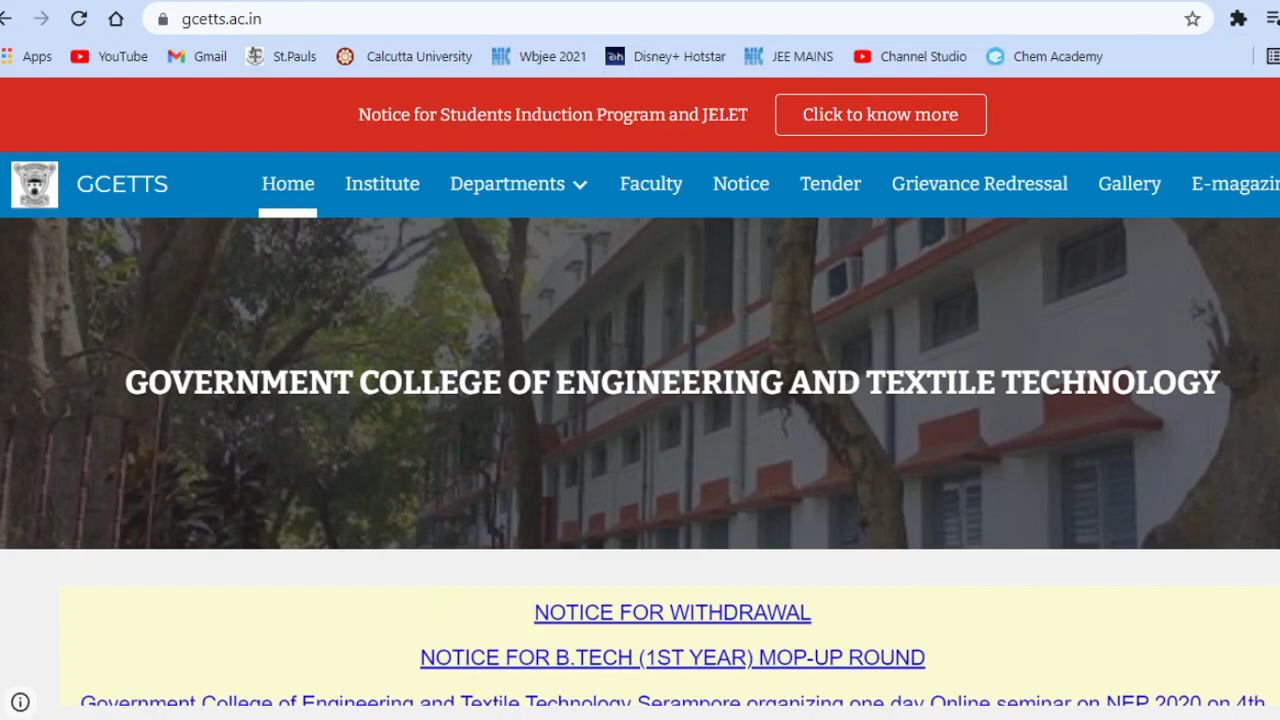 gcetts.ac.in
Apps YouTube Gmail St.Pauls Calcutta University Wbjee 2021 Disney+ Hotstar JEE MAINS Channel Studio Chem Academy
Notice for Students Induction Program and JELET Click to know more
GCETTS Home Institute Departments Faculty Notice Tender Grievance Redressal Gallery E-magazin
GOVERNMENT COLLEGE OF ENGINEERING AND TEXTILE TECHNOLOGY
NOTICE FOR WITHDRAWAL
NOTICE FOR B.TECH (1ST YEAR) MOP-UP ROUND
Government College of Engineering and Textile Technology Serampore organizing one day Online seminar on NEP 2020 on 4th